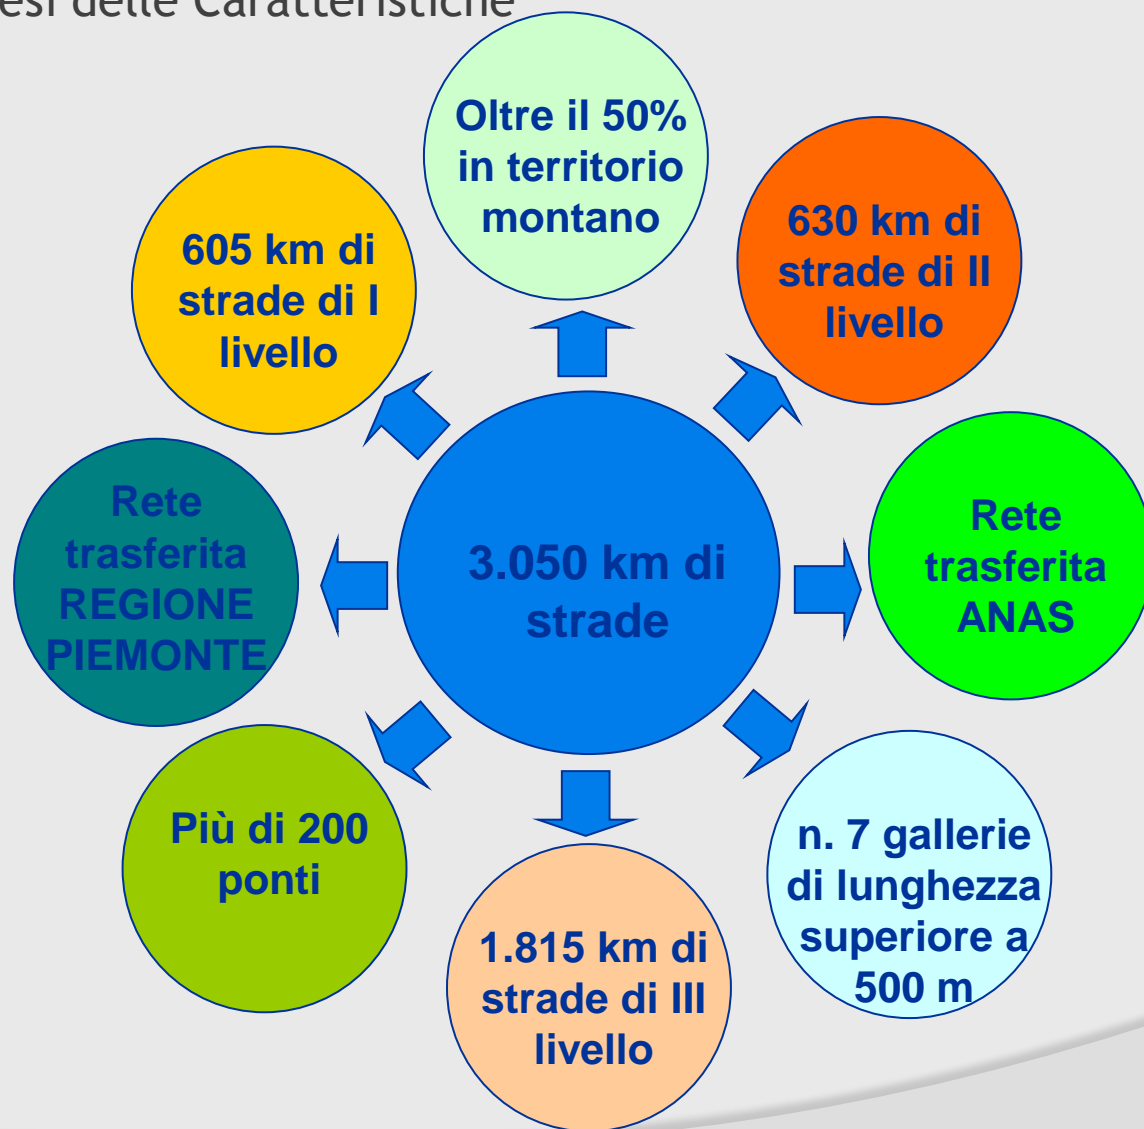 delle Caratteristiche
Oltre il 50%
in territorio
montano
630 km di
strade di II
livello
605 km di
strade di I
livello
Rete
trasferita
ANAS
Rete
trasferita
REGIONE
PIEMONTE
3.050 km di
strade
Più di 200
ponti
n. 7 gallerie
di lunghezza
superiore a
500 m
1.815 km di
strade di III
livello